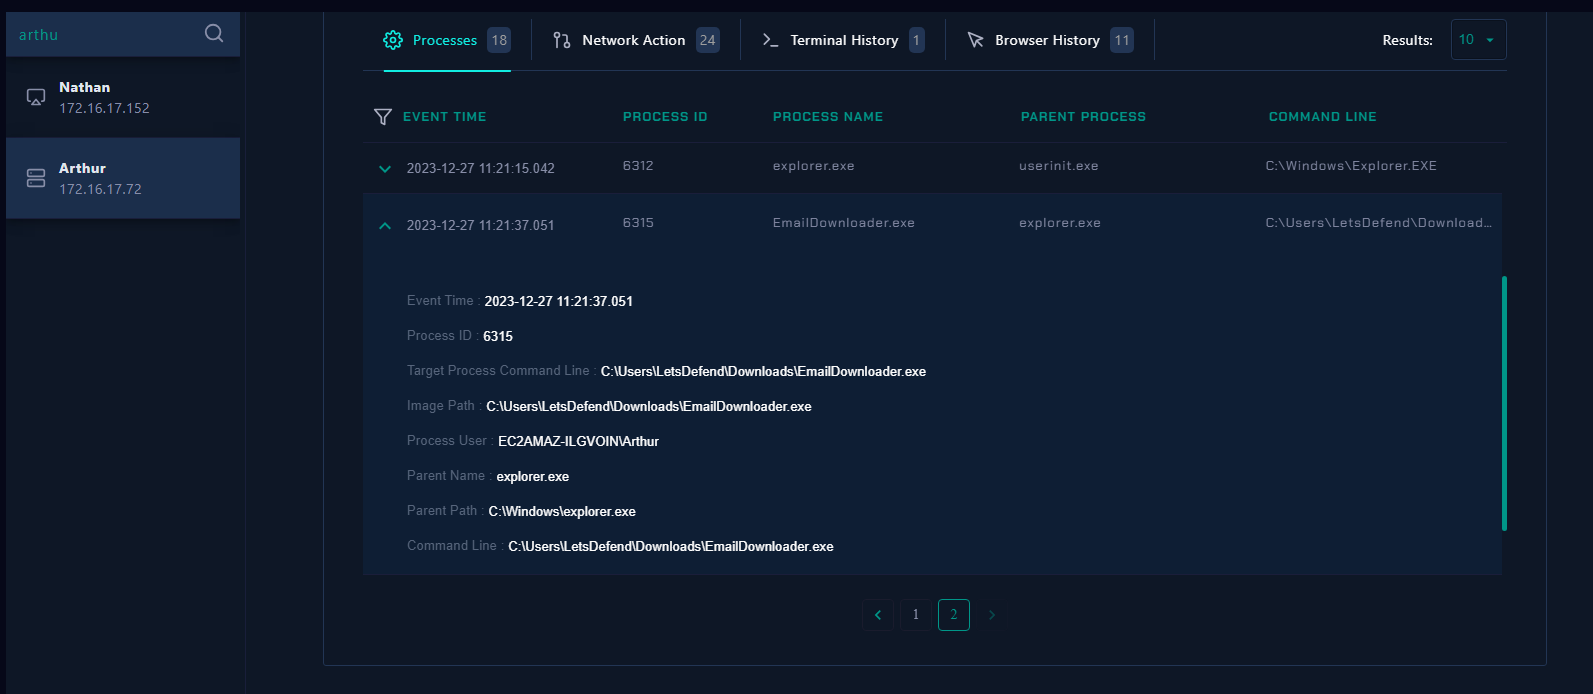 arthu
Nathan
172.16.17.152
Arthur
172.16.17.72
Processes 18 Network Action 24 Terminal History 1 Browser History 11 Results: 10
EVENT TIME PROCESS ID PROCESS NAME PARENT PROCESS COMMAND LINE
2023-12-27 11:21:15.042 6312 explorer.exe userinit.exe C:\Windows\Explorer.EXE
2023-12-27 11:21:37.051 6315 EmailDownloader.exe explorer.exe C:\Users\LetsDefend\Download...
Event Time : 2023-12-27 11:21:37.051
Process ID : 6315
Target Process Command Line : C:\Users\LetsDefend\Downloads\EmailDownloader.exe
Image Path : C:\Users\LetsDefend\Downloads\EmailDownloader.exe
Process User : EC2AMAZ-ILGVOIN\Arthur
Parent Name : explorer.exe
Parent Path : C:\Windows\explorer.exe
Command Line : C:\Users\LetsDefend\Downloads\EmailDownloader.exe
1 2